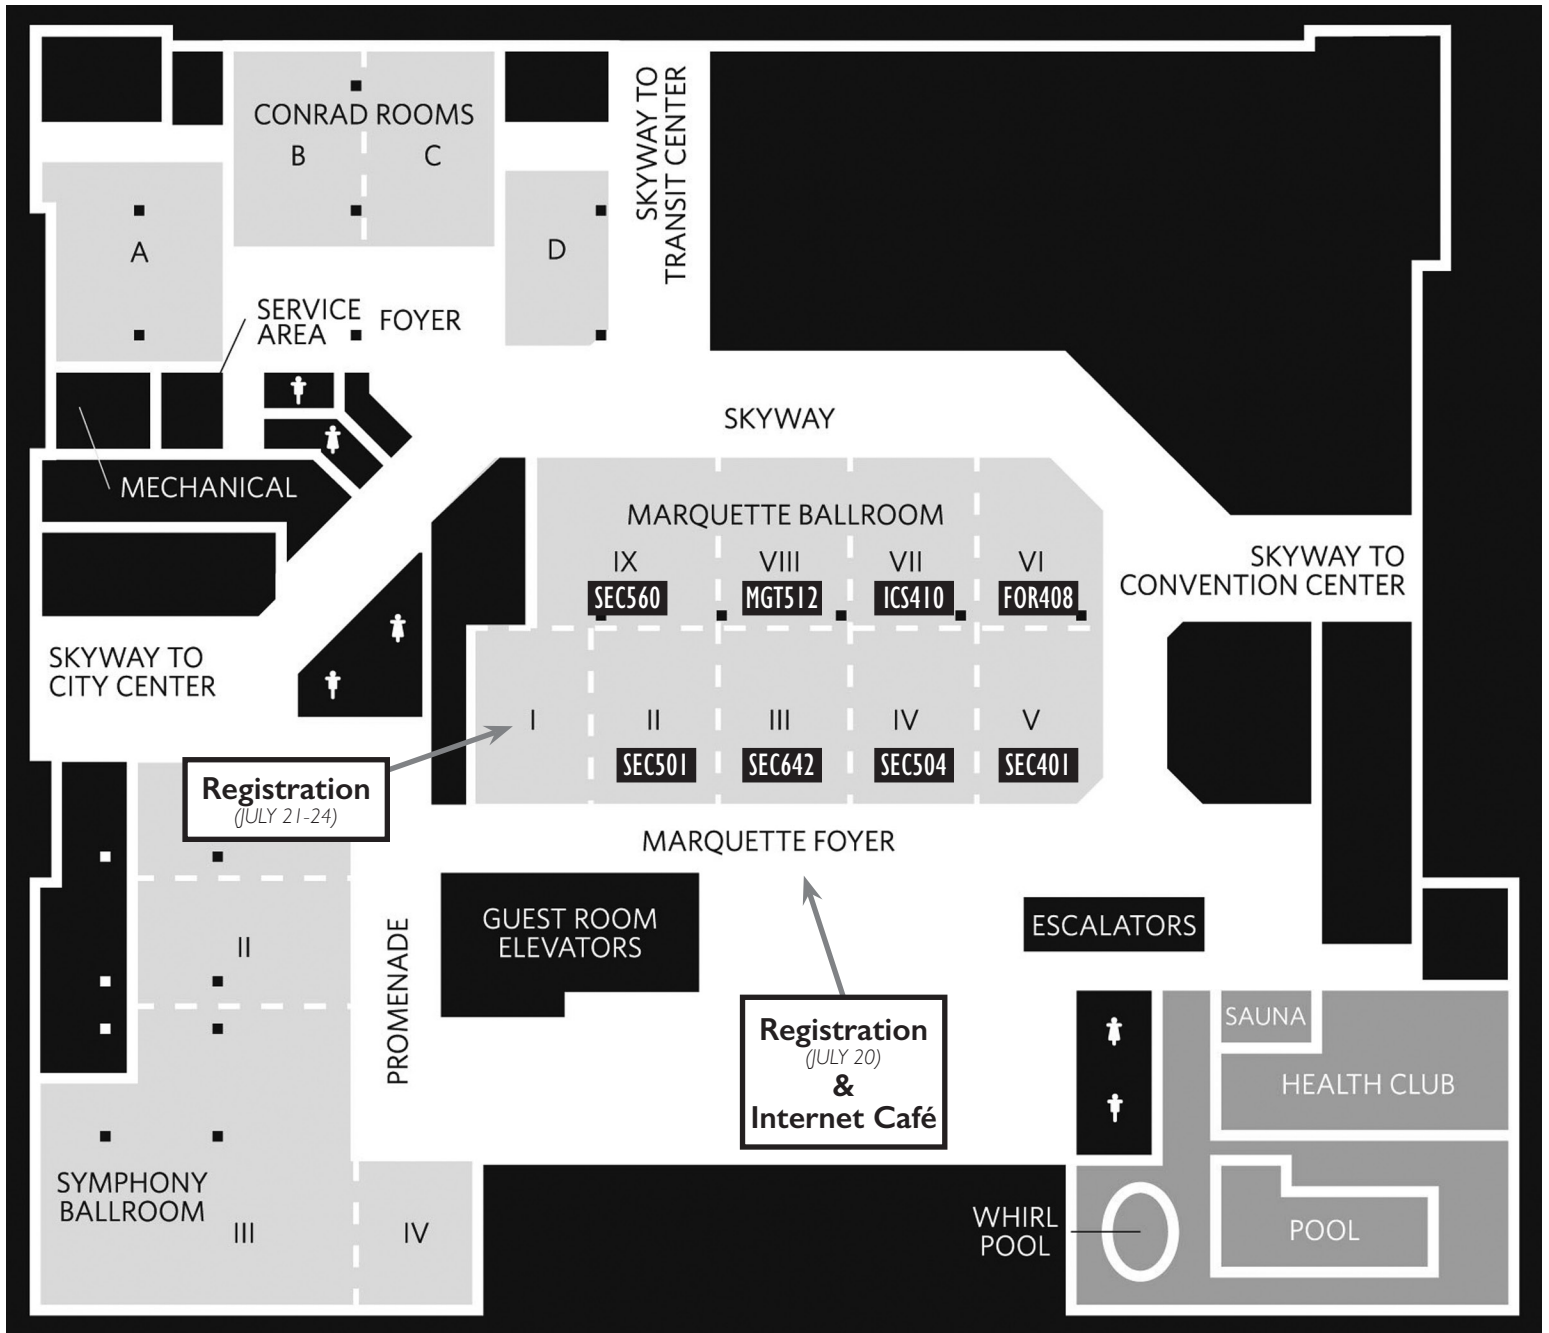 CONRAD ROOMS
B
C
A
D
SKYWAY TO
TRANSIT CENTER
SERVICE
AREA
FOYER
SKYWAY
MECHANICAL
MARQUETTE BALLROOM
IX
VIII
VII
VI
SEC560
MGT512
ICS410
FOR408
SKYWAY TO
CONVENTION CENTER
SKYWAY TO
CITY CENTER
I
II
III
IV
V
SEC501
SEC642
SEC504
SEC401
Registration
(JULY 21-24)
MARQUETTE FOYER
GUEST ROOM
ELEVATORS
ESCALATORS
II
PROMENADE
Registration
(JULY 20)
&
Internet Café
SAUNA
HEALTH CLUB
SYMPHONY
BALLROOM
III
IV
WHIRL
POOL
POOL